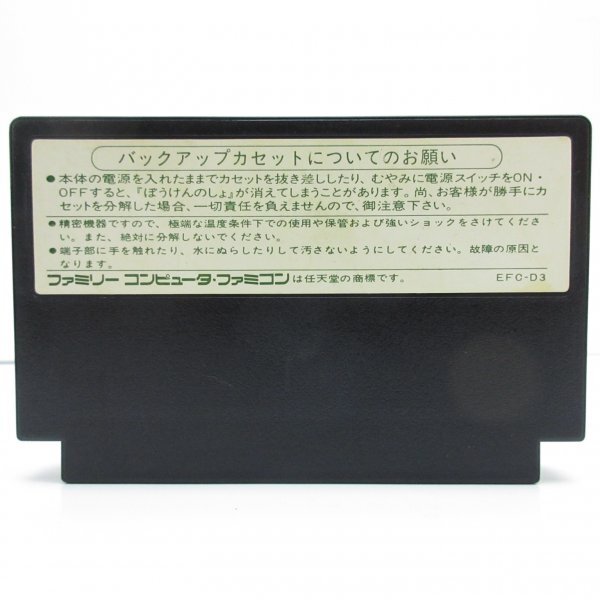 バックアップカセットについてのお願い
●本体の電源を入れたままでカセットを抜き差ししたり、むやみに電源スイッチをON・
OFFすると、『ぼうけんのしょ』が消えてしまうことがあります。尚、お客様が勝手にカ
セットを分解した場合、一切責任を負えませんので、御注意下さい。
●精密機器ですので、極端な温度条件下での使用や保管および強いショックをさけてくださ
い。また、絶対に分解しないでください。
●端子部に手を触れたり、水にぬらしたりして汚さないようにしてください。故障の原因と
なります。
ファミリーコンピュータ・ファミコンは任天堂の商標です。 EFC-D3